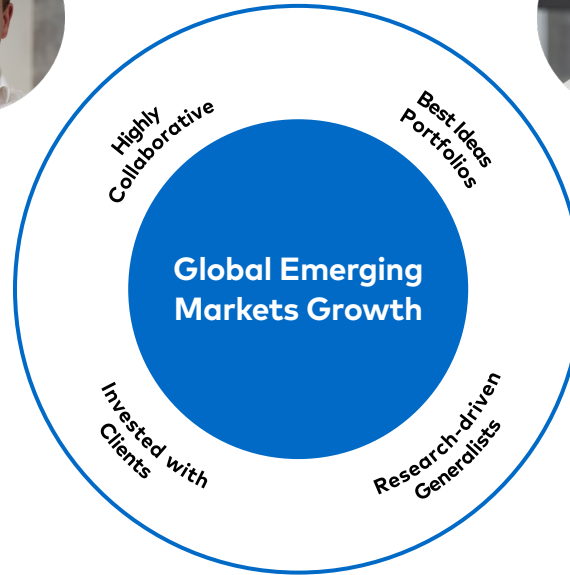 Highly
Collaborative
Best Ideas
Portfolios
Global Emerging
Markets Growth
Invested with
Clients
Research-driven
Generalists